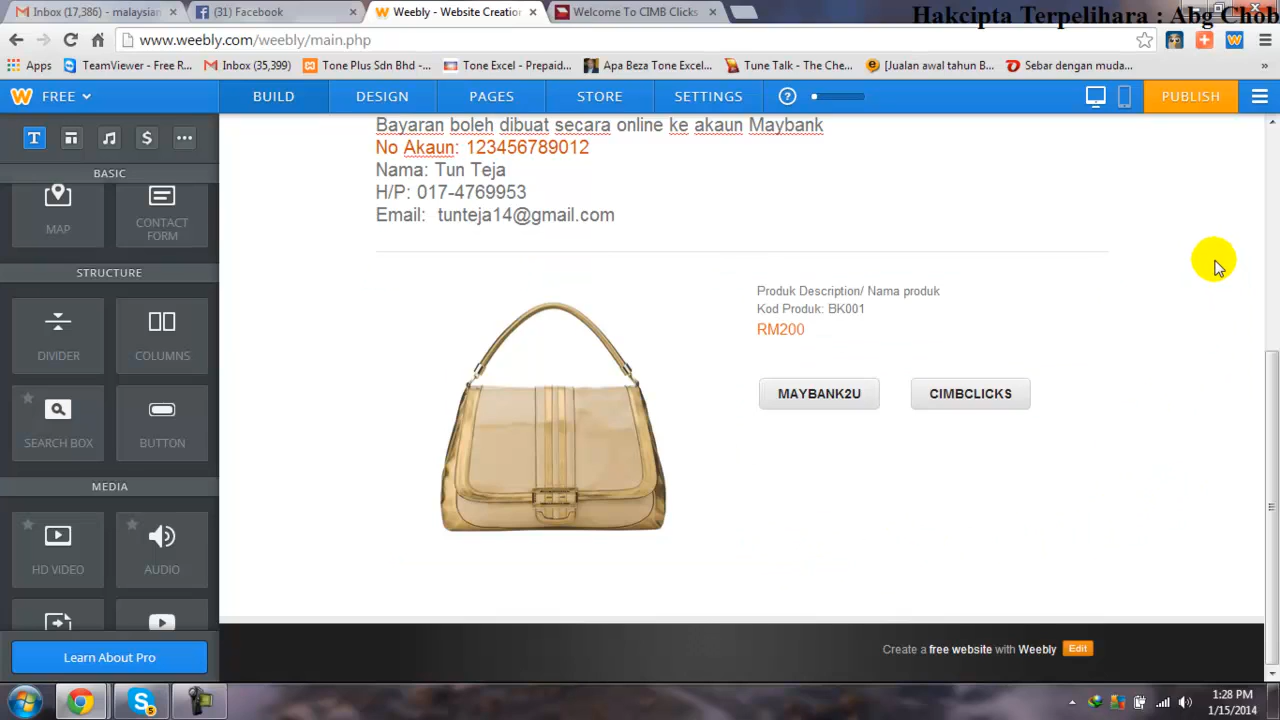 Inbox (17,386) - malaysian
(31) Facebook
Weebly - Website Creation
Welcome To CIMB Clicks
Hakcipta Terpelihara : Abg Chob
www.weebly.com/weebly/main.php
Apps
TeamViewer - Free R...
Inbox (35,399)
Tone Plus Sdn Bhd -...
Tone Excel - Prepaid...
Apa Beza Tone Excel...
Tune Talk - The Che...
[Jualan awal tahun B...
Sebar dengan muda...
»
FREE
BUILD
DESIGN
PAGES
STORE
SETTINGS
?
PUBLISH
BASIC
MAP
CONTACT FORM
STRUCTURE
DIVIDER
COLUMNS
SEARCH BOX
BUTTON
MEDIA
HD VIDEO
AUDIO
Learn About Pro
Bayaran boleh dibuat secara online ke akaun Maybank
No Akaun: 123456789012
Nama: Tun Teja
H/P: 017-4769953
Email: tunteja14@gmail.com
Produk Description/ Nama produk
Kod Produk: BK001
RM200
MAYBANK2U
CIMBCLICKS
Create a free website with Weebly
Edit
1:28 PM
1/15/2014